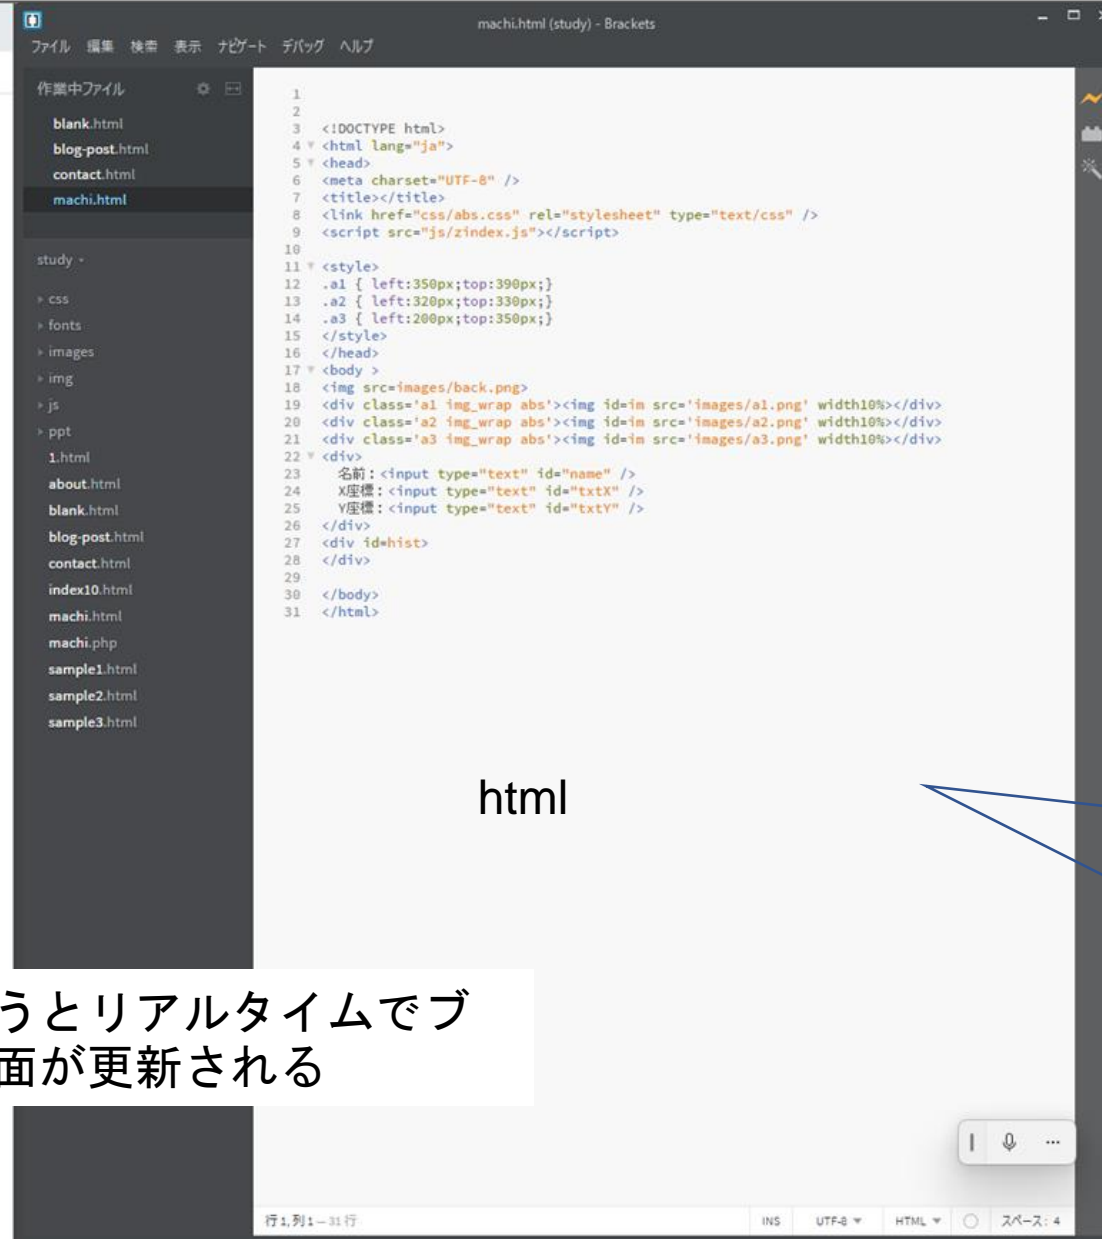 machi.html (study) - Brackets
ファイル 編集 検索 表示 ナビゲート デバッグ ヘルプ
作業中ファイル
blank.html
blog-post.html
contact.html
machi.html
study
css
fonts
images
img
js
ppt
1.html
about.html
blank.html
blog-post.html
contact.html
index10.html
machi.html
machi.php
sample1.html
sample2.html
sample3.html
1
2
3 <!DOCTYPE html>
4 <html lang="ja">
5 <head>
6 <meta charset="UTF-8" />
7 <title></title>
8 <link href="css/abs.css" rel="stylesheet" type="text/css" />
9 <script src="js/zindex.js"></script>
10
11 <style>
12 .a1 { left:350px;top:390px;}
13 .a2 { left:320px;top:330px;}
14 .a3 { left:200px;top:350px;}
15 </style>
16 </head>
17 <body >
18 <img src=images/back.png>
19 <div class='a1 img_wrap abs'><img id=im src='images/a1.png' width10%></div>
20 <div class='a2 img_wrap abs'><img id=im src='images/a2.png' width10%></div>
21 <div class='a3 img_wrap abs'><img id=im src='images/a3.png' width10%></div>
22 <div>
23 名前：<input type="text" id="name" />
24 X座標：<input type="text" id="txtX" />
25 Y座標：<input type="text" id="txtY" />
26 </div>
27 <div id=hist>
28 </div>
29
30 </body>
31 </html>
html
うとリアルタイムでブ
面が更新される
行 1, 列 1 — 31 行 INS UTF-8 HTML スペース: 4